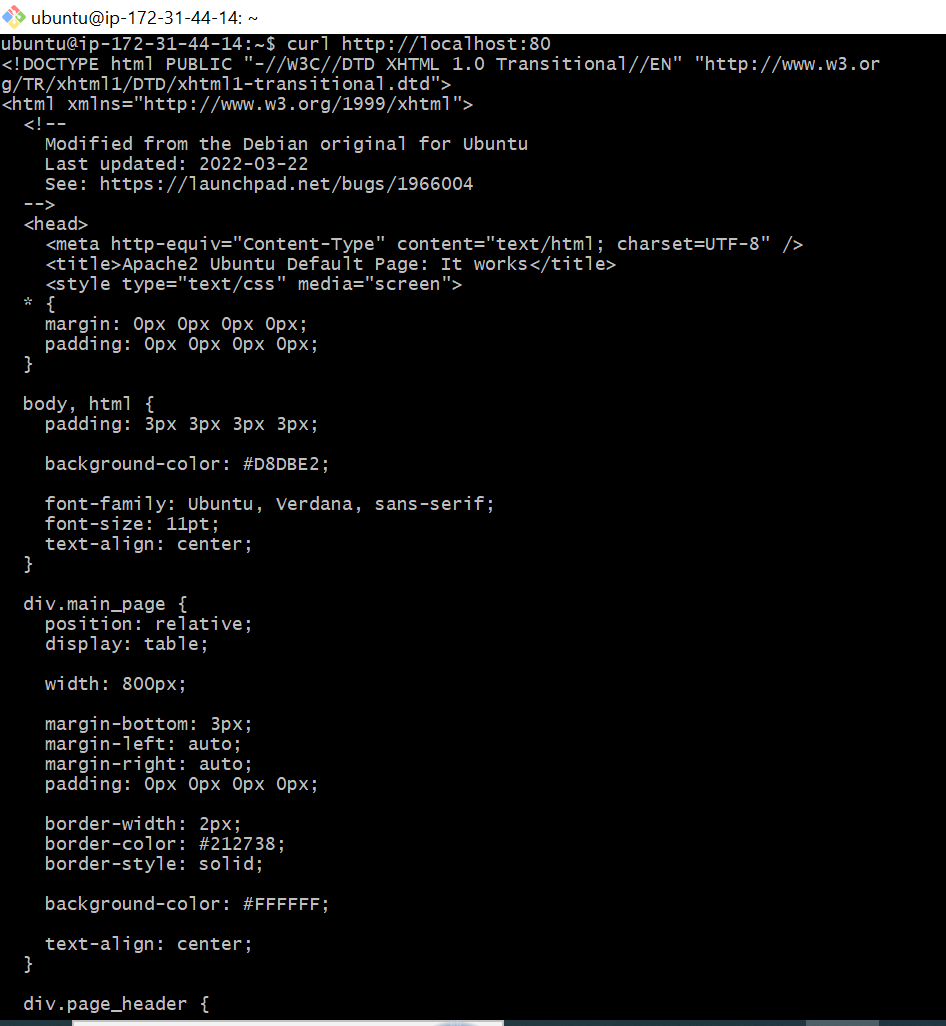 ubuntu@ip-172-31-44-14: ~
ubuntu@ip-172-31-44-14:~$ curl http://localhost:80
<!DOCTYPE html PUBLIC "-//W3C//DTD XHTML 1.0 Transitional//EN" "http://www.w3.or
g/TR/xhtml1/DTD/xhtml1-transitional.dtd">
<html xmlns="http://www.w3.org/1999/xhtml">
  <!--
    Modified from the Debian original for Ubuntu
    Last updated: 2022-03-22
    See: https://launchpad.net/bugs/1966004
  -->
  <head>
    <meta http-equiv="Content-Type" content="text/html; charset=UTF-8" />
    <title>Apache2 Ubuntu Default Page: It works</title>
    <style type="text/css" media="screen">
  * {
    margin: 0px 0px 0px 0px;
    padding: 0px 0px 0px 0px;
  }

  body, html {
    padding: 3px 3px 3px 3px;

    background-color: #D8DBE2;

    font-family: Ubuntu, Verdana, sans-serif;
    font-size: 11pt;
    text-align: center;
  }

  div.main_page {
    position: relative;
    display: table;

    width: 800px;

    margin-bottom: 3px;
    margin-left: auto;
    margin-right: auto;
    padding: 0px 0px 0px 0px;

    border-width: 2px;
    border-color: #212738;
    border-style: solid;

    background-color: #FFFFFF;

    text-align: center;
  }

  div.page_header {